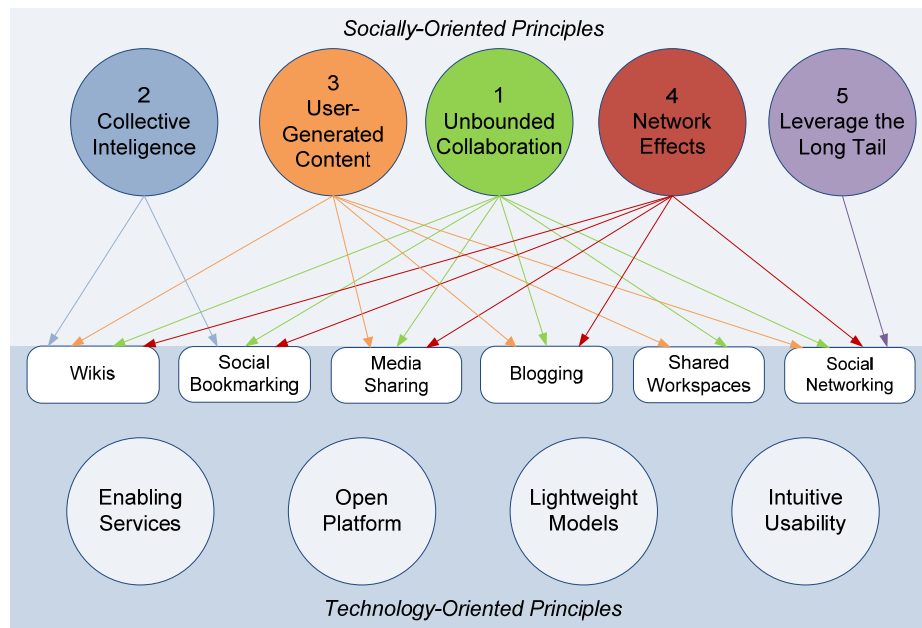 Socially-Oriented Principles
2
Collective
Inteligence
3
User-
Generated
Content
1
Unbounded
Collaboration
4
Network
Effects
5
Leverage the
Long Tail
Wikis
Social
Bookmarking
Media
Sharing
Blogging
Shared
Workspaces
Social
Networking
Enabling
Services
Open
Platform
Lightweight
Models
Intuitive
Usability
Technology-Oriented Principles